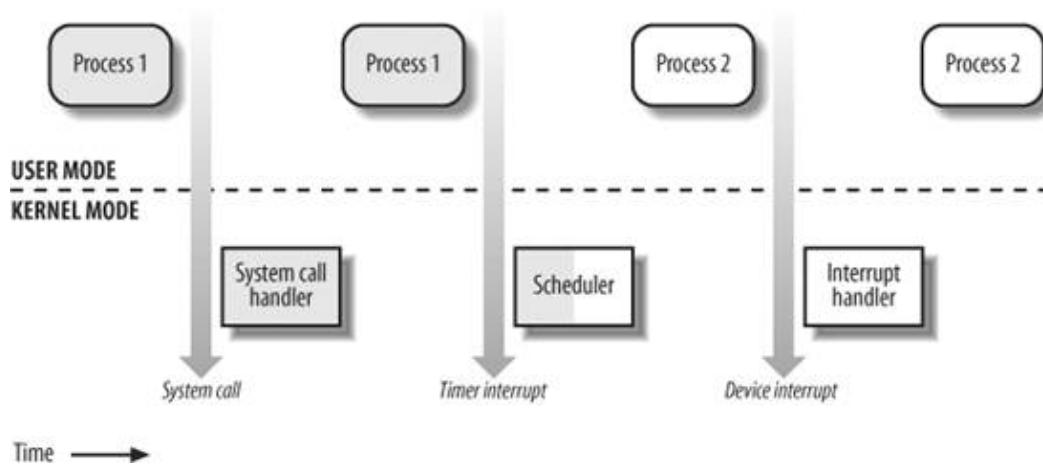 Process 1
Process 1
Process 2
Process 2
USER MODE
KERNEL MODE
System call
handler
Scheduler
Interrupt
handler
System call
Timer interrupt
Device interrupt
Time